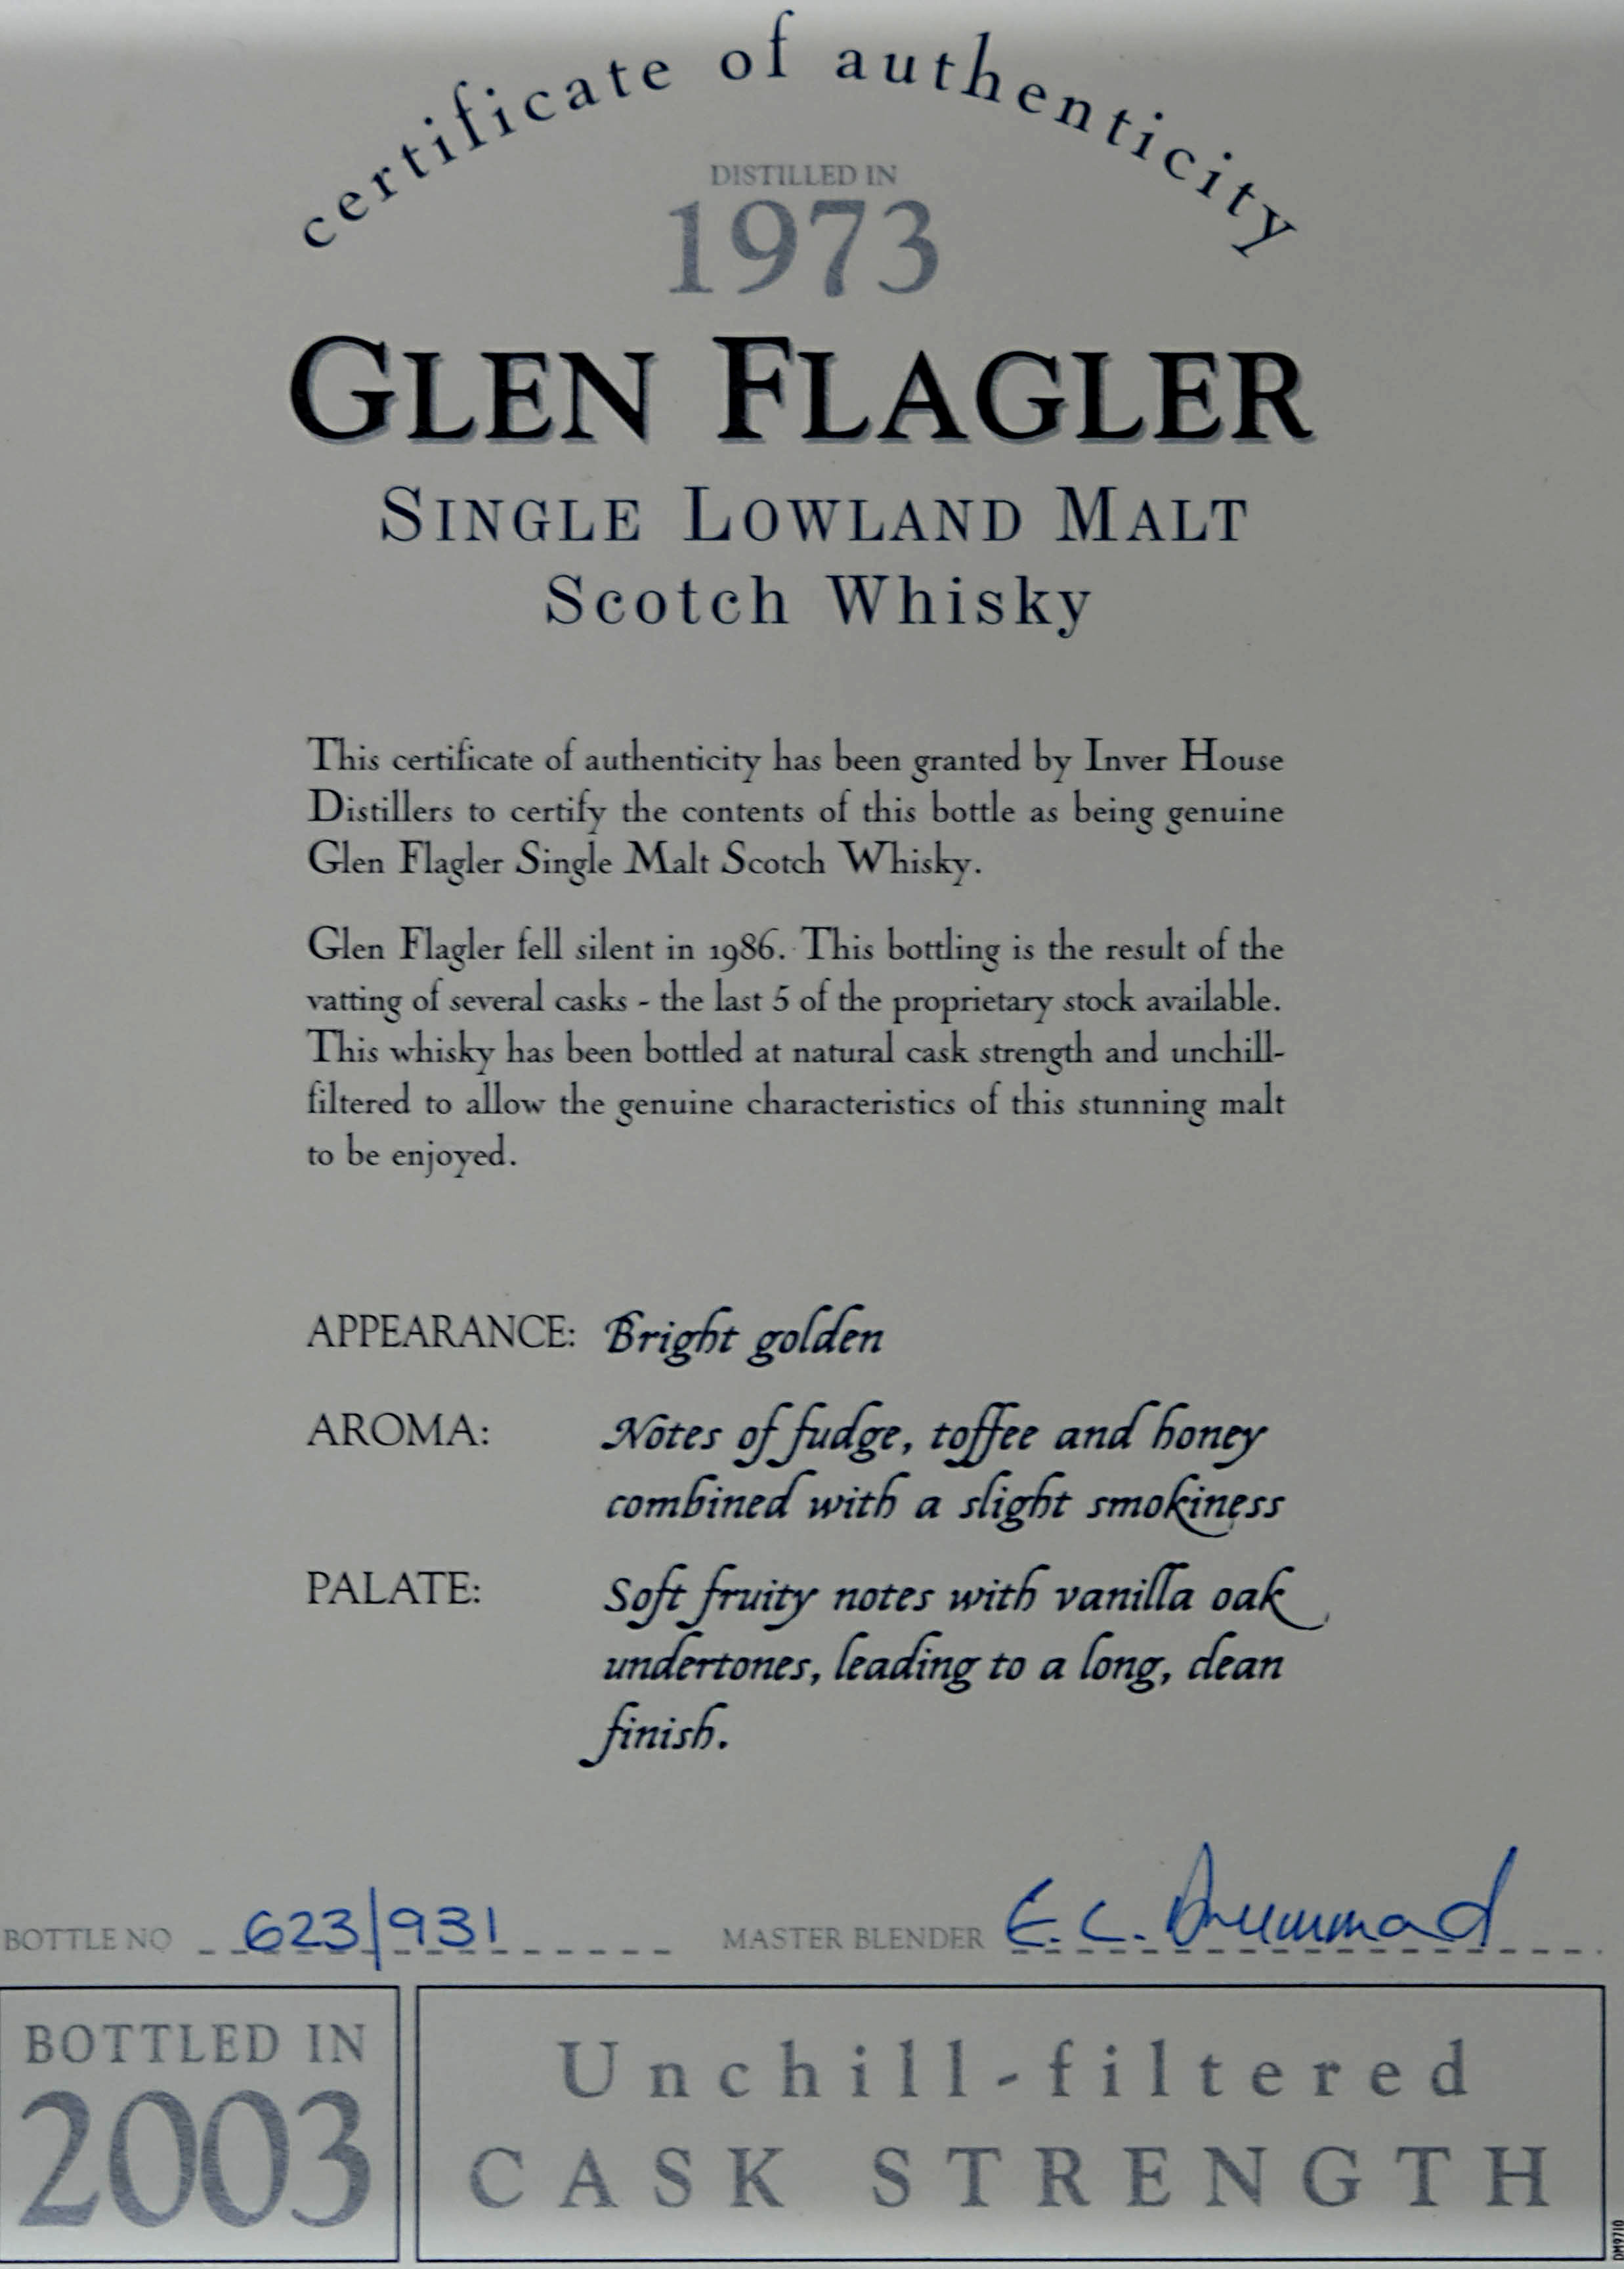 certificate of authenticity
DISTILLED IN
1973
GLEN FLAGLER
SINGLE LOWLAND MALT
Scotch Whisky
This certificate of authenticity has been granted by Inver House
Distillers to certify the contents of this bottle as being genuine
Glen Flagler Single Malt Scotch Whisky.
Glen Flagler fell silent in 1986. This bottling is the result of the
vatting of several casks - the last 5 of the proprietary stock available.
This whisky has been bottled at natural cask strength and unchill-
filtered to allow the genuine characteristics of this stunning malt
to be enjoyed.
APPEARANCE: Bright golden
AROMA: Notes of fudge, toffee and honey
combined with a slight smokiness
PALATE: Soft fruity notes with vanilla oak
undertones, leading to a long, clean
finish.
BOTTLE NO 623/931 MASTER BLENDER E. C. Drummad
BOTTLED IN
2003
Unchill-filtered
CASK STRENGTH
DM9710